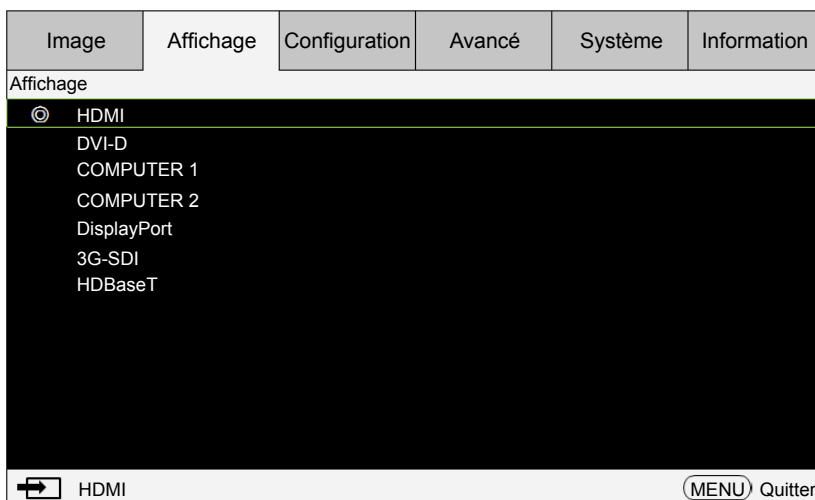 Image Affichage Configuration Avancé Système Information
Affichage
HDMI
DVI-D
COMPUTER 1
COMPUTER 2
DisplayPort
3G-SDI
HDBaseT
HDMI MENU Quitter